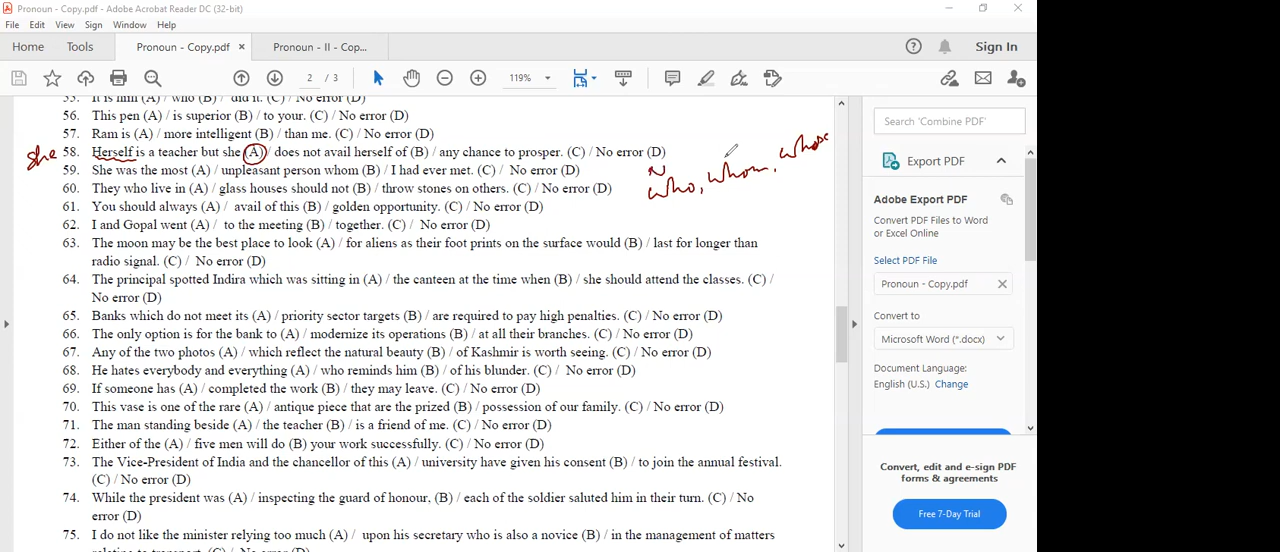 Pronoun - Copy.pdf - Adobe Acrobat Reader DC (32-bit)
File Edit View Sign Window Help
Home Tools Pronoun - Copy.pdf × Pronoun - II - Cop... Sign In
2 / 3 119%
55. It is him (A) / who (B) / did it. (C) / No error (D)
56. This pen (A) / is superior (B) / to your. (C) / No error (D)
57. Ram is (A) / more intelligent (B) / than me. (C) / No error (D)
she 58. Herself is a teacher but she (A) / does not avail herself of (B) / any chance to prosper. (C) / No error (D)
N
who, whom, whose
59. She was the most (A) / unpleasant person whom (B) / I had ever met. (C) / No error (D)
60. They who live in (A) / glass houses should not (B) / throw stones on others. (C) / No error (D)
61. You should always (A) / avail of this (B) / golden opportunity. (C) / No error (D)
62. I and Gopal went (A) / to the meeting (B) / together. (C) / No error (D)
63. The moon may be the best place to look (A) / for aliens as their foot prints on the surface would (B) / last for longer than
radio signal. (C) / No error (D)
64. The principal spotted Indira which was sitting in (A) / the canteen at the time when (B) / she should attend the classes. (C) /
No error (D)
65. Banks which do not meet its (A) / priority sector targets (B) / are required to pay high penalties. (C) / No error (D)
66. The only option is for the bank to (A) / modernize its operations (B) / at all their branches. (C) / No error (D)
67. Any of the two photos (A) / which reflect the natural beauty (B) / of Kashmir is worth seeing. (C) / No error (D)
68. He hates everybody and everything (A) / who reminds him (B) / of his blunder. (C) / No error (D)
69. If someone has (A) / completed the work (B) / they may leave. (C) / No error (D)
70. This vase is one of the rare (A) / antique piece that are the prized (B) / possession of our family. (C) / No error (D)
71. The man standing beside (A) / the teacher (B) / is a friend of me. (C) / No error (D)
72. Either of the (A) / five men will do (B) / your work successfully. (C) / No error (D)
73. The Vice-President of India and the chancellor of this (A) / university have given his consent (B) / to join the annual festival.
(C) / No error (D)
74. While the president was (A) / inspecting the guard of honour, (B) / each of the soldier saluted him in their turn. (C) / No
error (D)
75. I do not like the minister relying too much (A) / upon his secretary who is also a novice (B) / in the management of matters
relating to transport. (C) / No error (D)
Search 'Combine PDF'
Export PDF
Adobe Export PDF
Convert PDF Files to Word
or Excel Online
Select PDF File
Pronoun - Copy.pdf ×
Convert to
Microsoft Word (*.docx)
Document Language:
English (U.S.) Change
Convert, edit and e-sign PDF
forms & agreements
Free 7-Day Trial